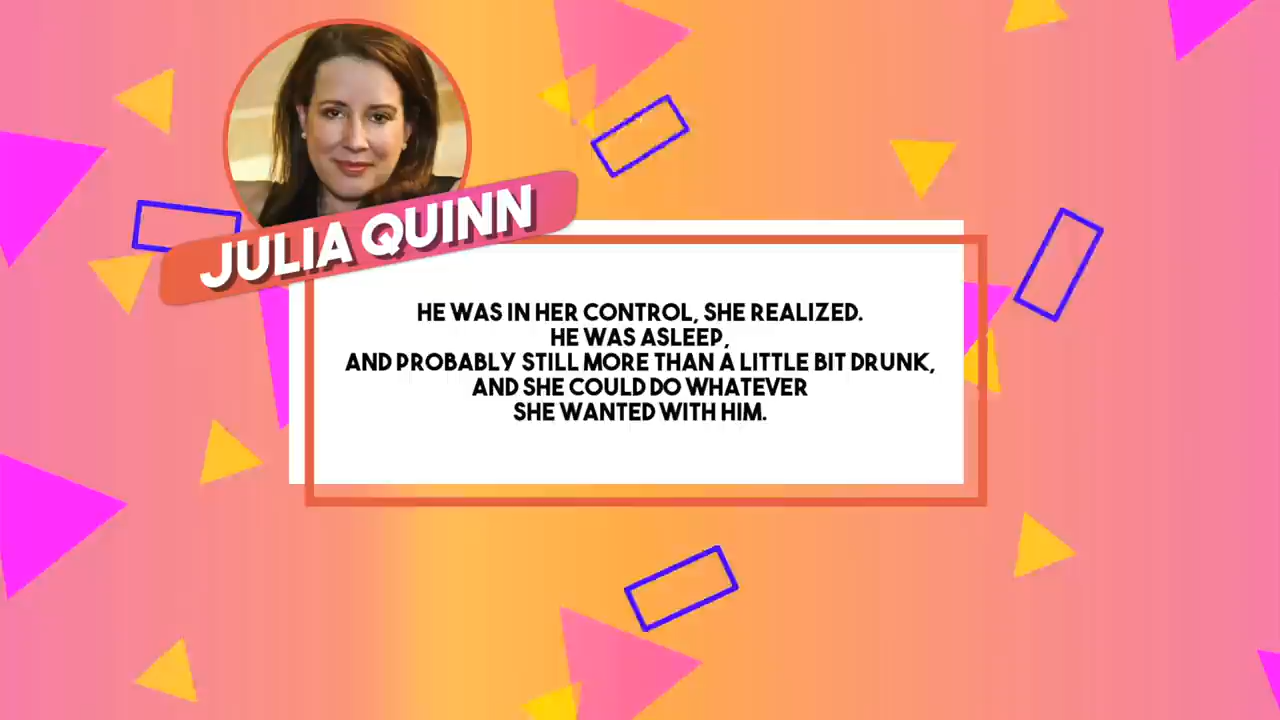 JULIA QUINN
HE WAS IN HER CONTROL, SHE REALIZED.
HE WAS ASLEEP,
AND PROBABLY STILL MORE THAN A LITTLE BIT DRUNK,
AND SHE COULD DO WHATEVER
SHE WANTED WITH HIM.